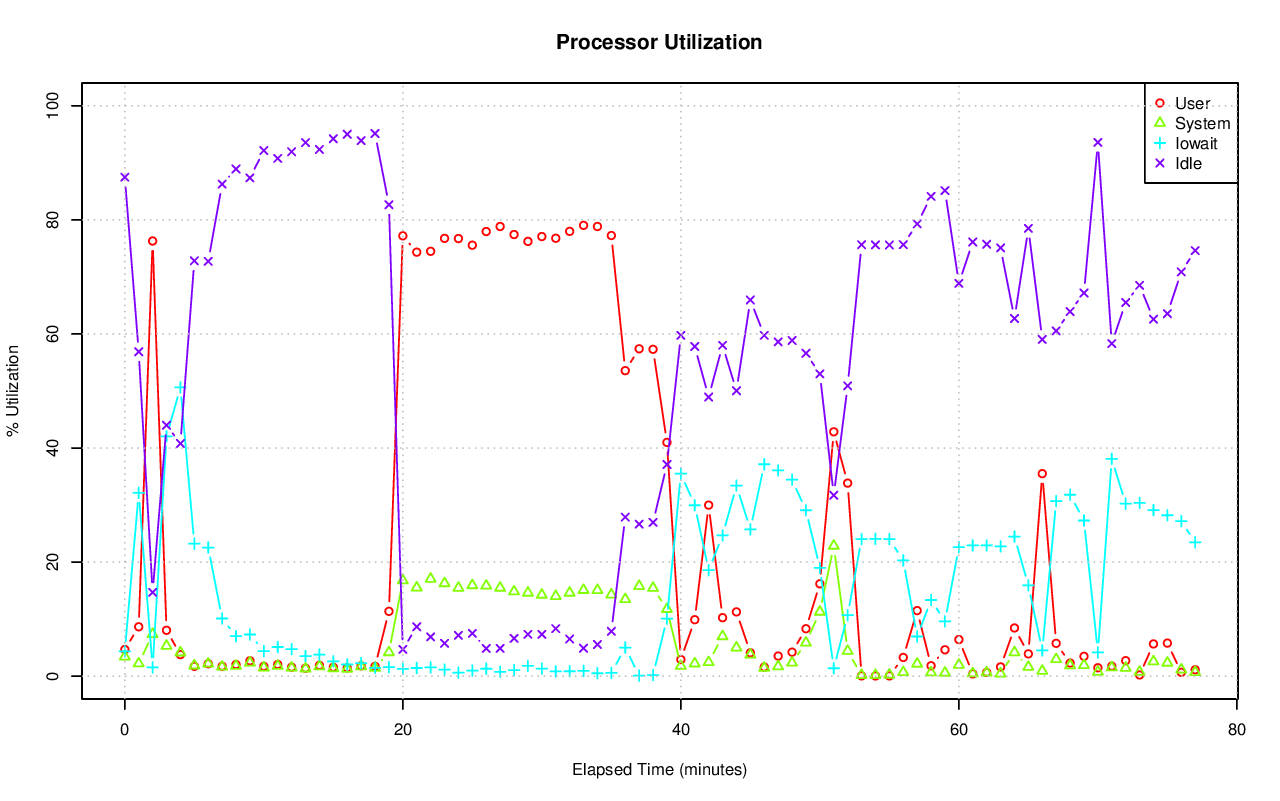 Processor Utilization
100
80
60
40
20
0
% Utilization
User
System
Iowait
Idle
0 20 40 60 80
Elapsed Time (minutes)